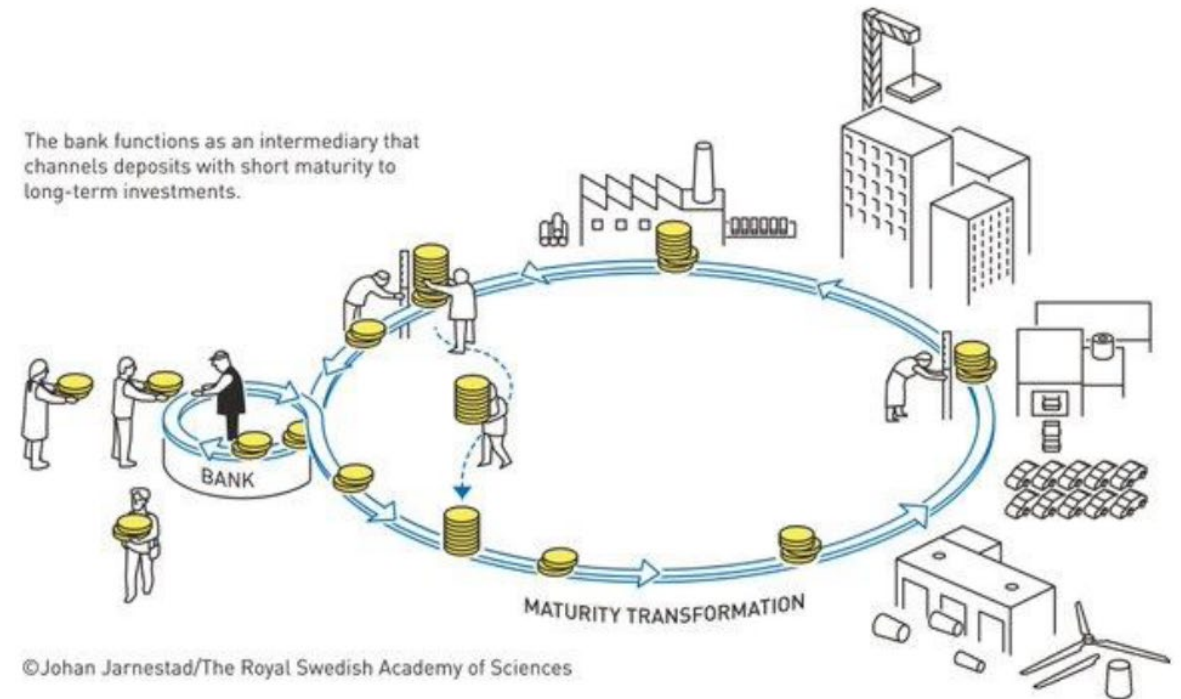 The bank functions as an intermediary that
channels deposits with short maturity to
long-term investments.
BANK
MATURITY TRANSFORMATION
©Johan Jarnestad/The Royal Swedish Academy of Sciences